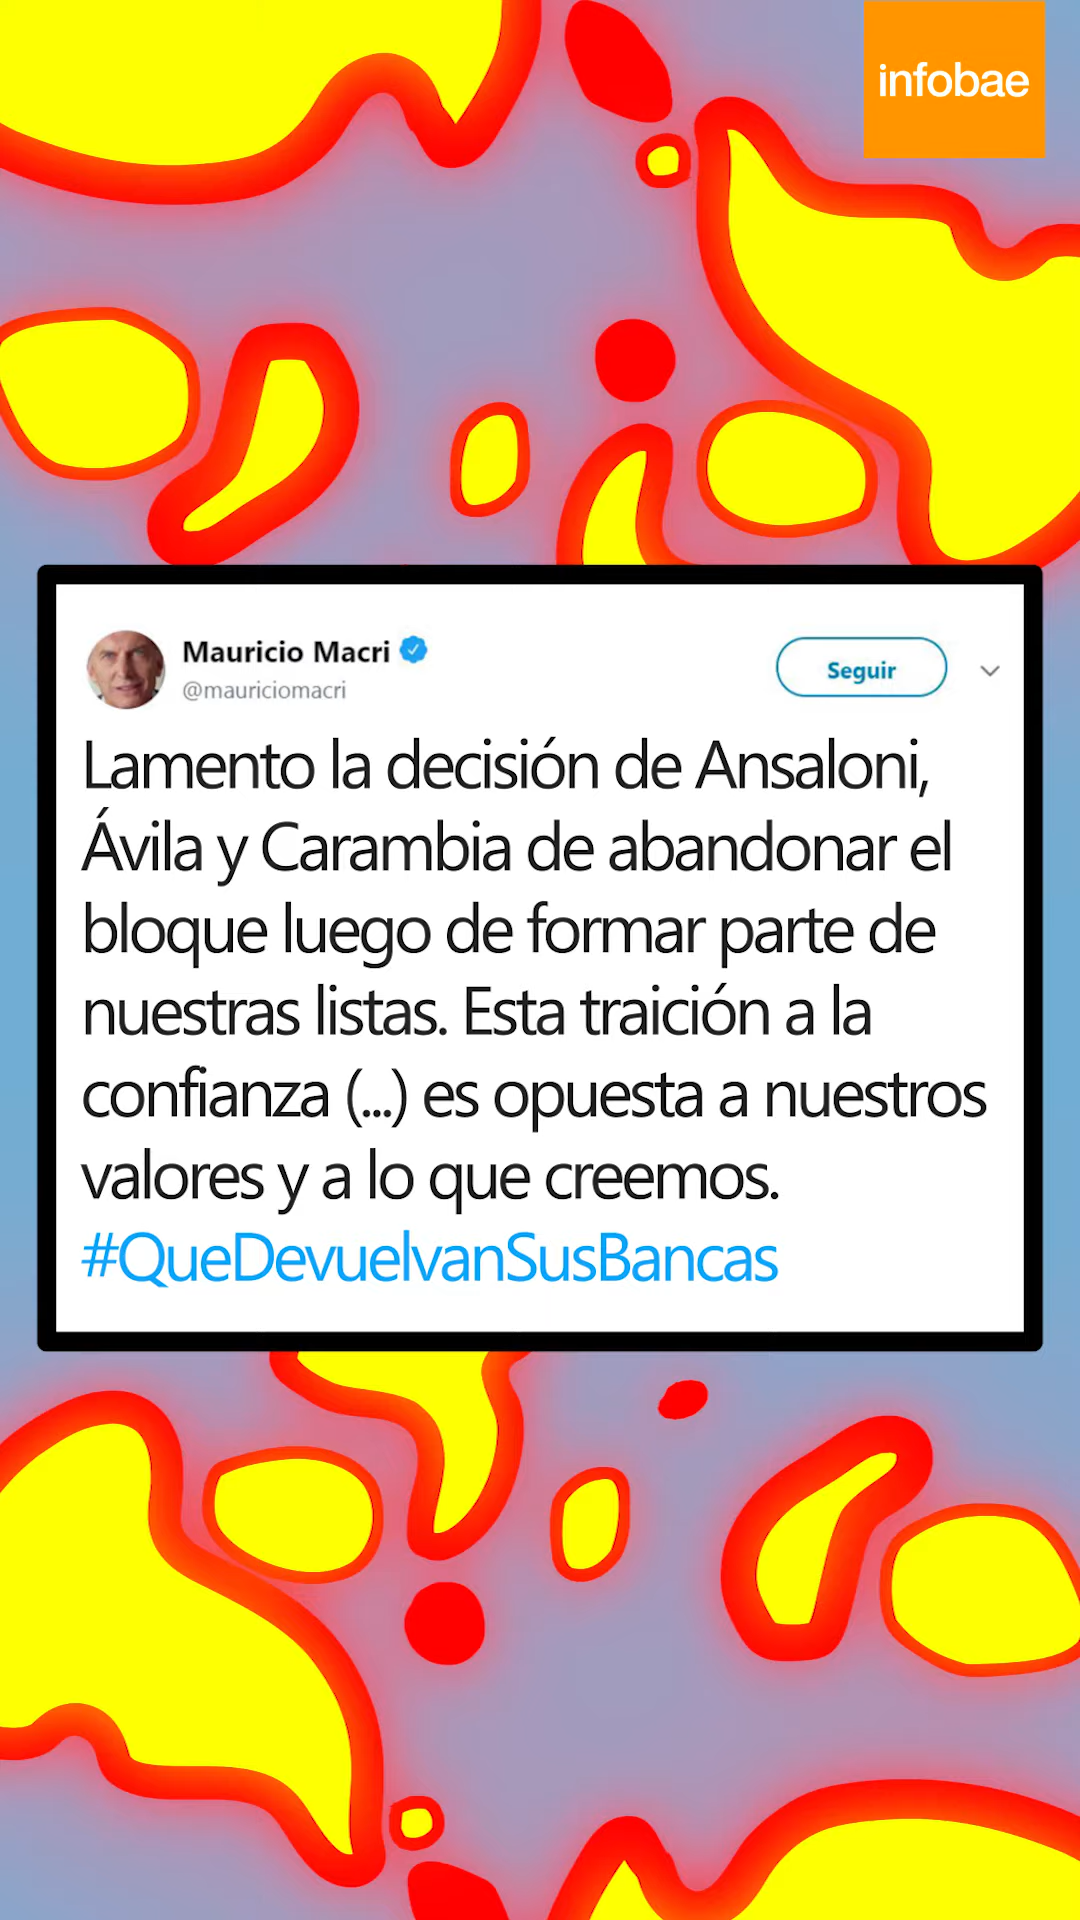 infobae
Mauricio Macri
@mauriciomacri
Seguir
Lamento la decisión de Ansaloni,
Ávila y Carambia de abandonar el
bloque luego de formar parte de
nuestras listas. Esta traición a la
confianza (...) es opuesta a nuestros
valores y a lo que creemos.
#QueDevuelvanSusBancas